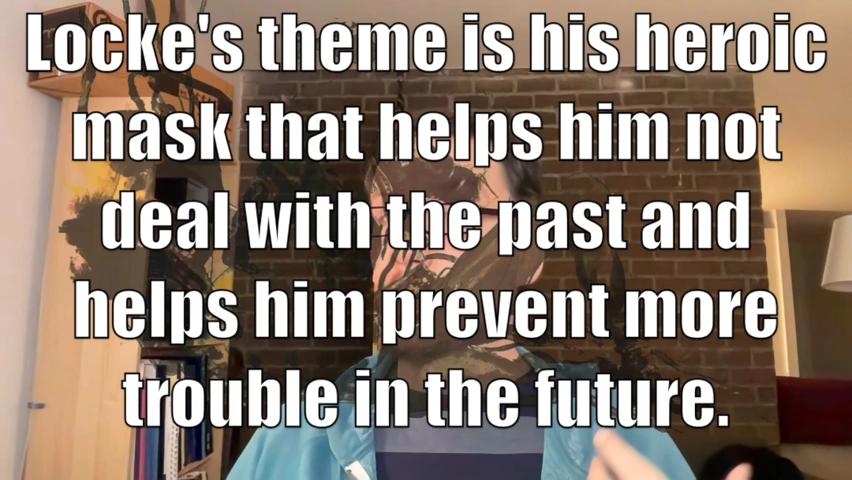 Locke's theme is his heroic
mask that helps him not
deal with the past and
helps him prevent more
trouble in the future.